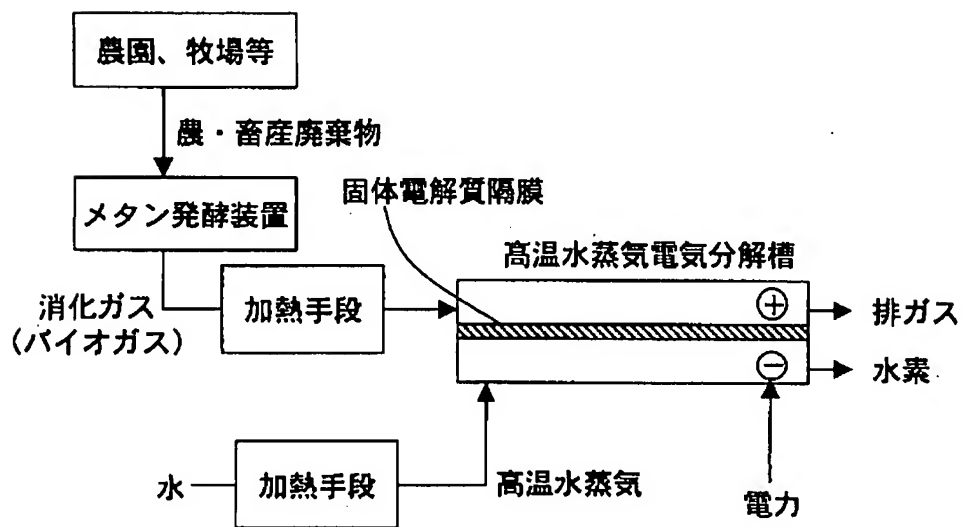 農園、牧場等
農・畜産廃棄物
固体電解質隔膜
メタン発酵装置
高温水蒸気電気分解槽
消化ガス
(バイオガス)
加熱手段
⊕
排ガス
⊖
水素
水
加熱手段
高温水蒸気
電力